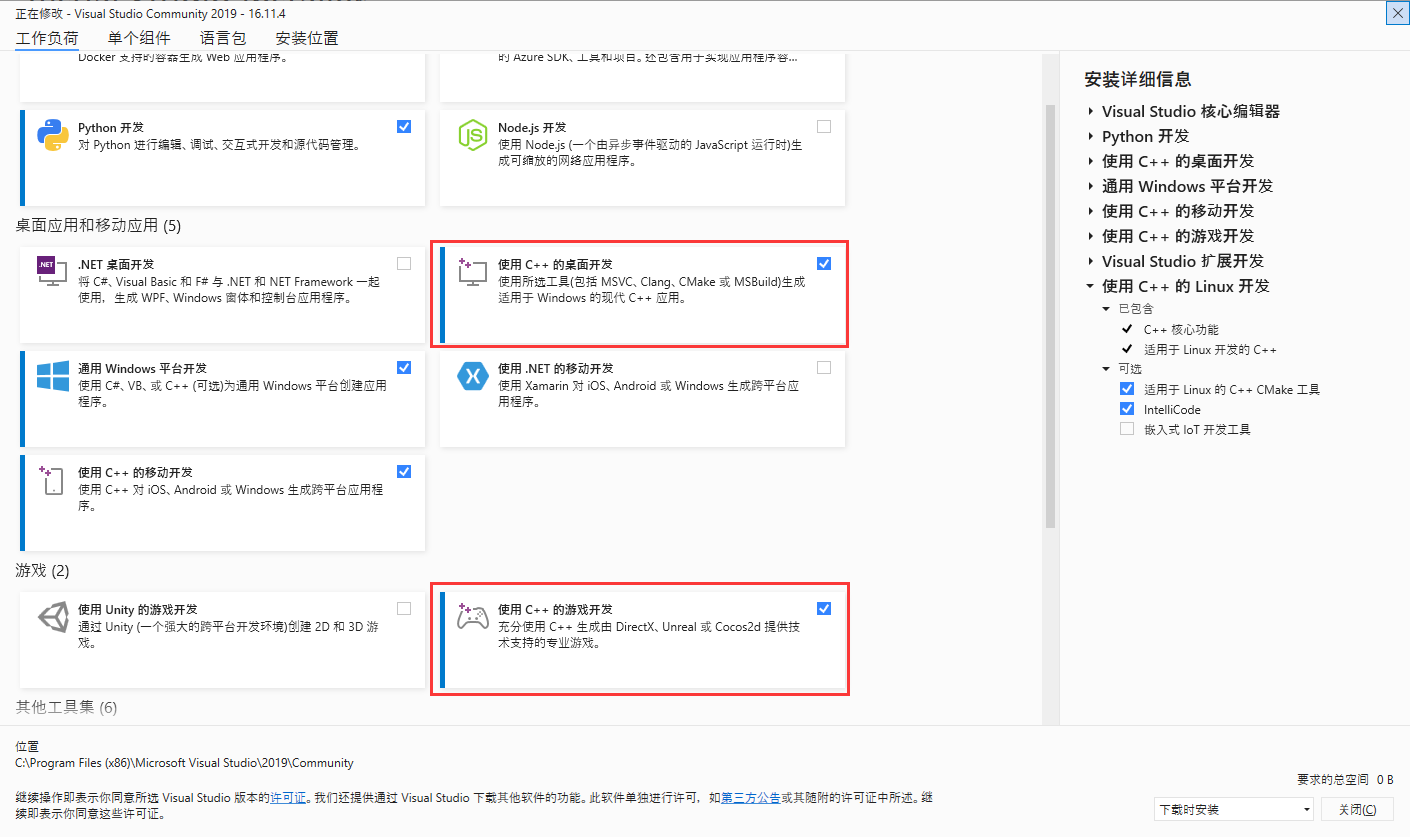 正在修改 - Visual Studio Community 2019 - 16.11.4
工作负荷 单个组件 语言包 安装位置
Docker 支持的容器生成 Web 应用程序。
的 Azure SDK、工具和项目。还包含用于实现应用程序容...
Python 开发
对 Python 进行编辑、调试、交互式开发和源代码管理。
Node.js 开发
使用 Node.js (一个由异步事件驱动的 JavaScript 运行时)生
成可缩放的网络应用程序。
桌面应用和移动应用 (5)
.NET
.NET 桌面开发
将 C#、Visual Basic 和 F# 与 .NET 和 NET Framework 一起
使用，生成 WPF、Windows 窗体和控制台应用程序。
使用 C++ 的桌面开发
使用所选工具(包括 MSVC、Clang、CMake 或 MSBuild)生成
适用于 Windows 的现代 C++ 应用。
通用 Windows 平台开发
使用 C#、VB、或 C++ (可选)为通用 Windows 平台创建应用
程序。
使用 .NET 的移动开发
使用 Xamarin 对 iOS、Android 或 Windows 生成跨平台应
用程序。
使用 C++ 的移动开发
使用 C++ 对 iOS、Android 或 Windows 生成跨平台应用程
序。
游戏 (2)
使用 Unity 的游戏开发
通过 Unity (一个强大的跨平台开发环境)创建 2D 和 3D 游
戏。
使用 C++ 的游戏开发
充分使用 C++ 生成由 DirectX、Unreal 或 Cocos2d 提供技
术支持的专业游戏。
其他工具集 (6)
安装详细信息
Visual Studio 核心编辑器
Python 开发
使用 C++ 的桌面开发
通用 Windows 平台开发
使用 C++ 的移动开发
使用 C++ 的游戏开发
Visual Studio 扩展开发
使用 C++ 的 Linux 开发
已包含
C++ 核心功能
适用于 Linux 开发的 C++
可选
适用于 Linux 的 C++ CMake 工具
IntelliCode
嵌入式 IoT 开发工具
位置
C:\Program Files (x86)\Microsoft Visual Studio\2019\Community
继续操作即表示你同意所选 Visual Studio 版本的许可证。我们还提供通过 Visual Studio 下载其他软件的功能。此软件单独进行许可，如第三方公告或其随附的许可证中所述。继
续即表示你同意这些许可证。
要求的总空间 0 B
下载时安装
关闭(C)